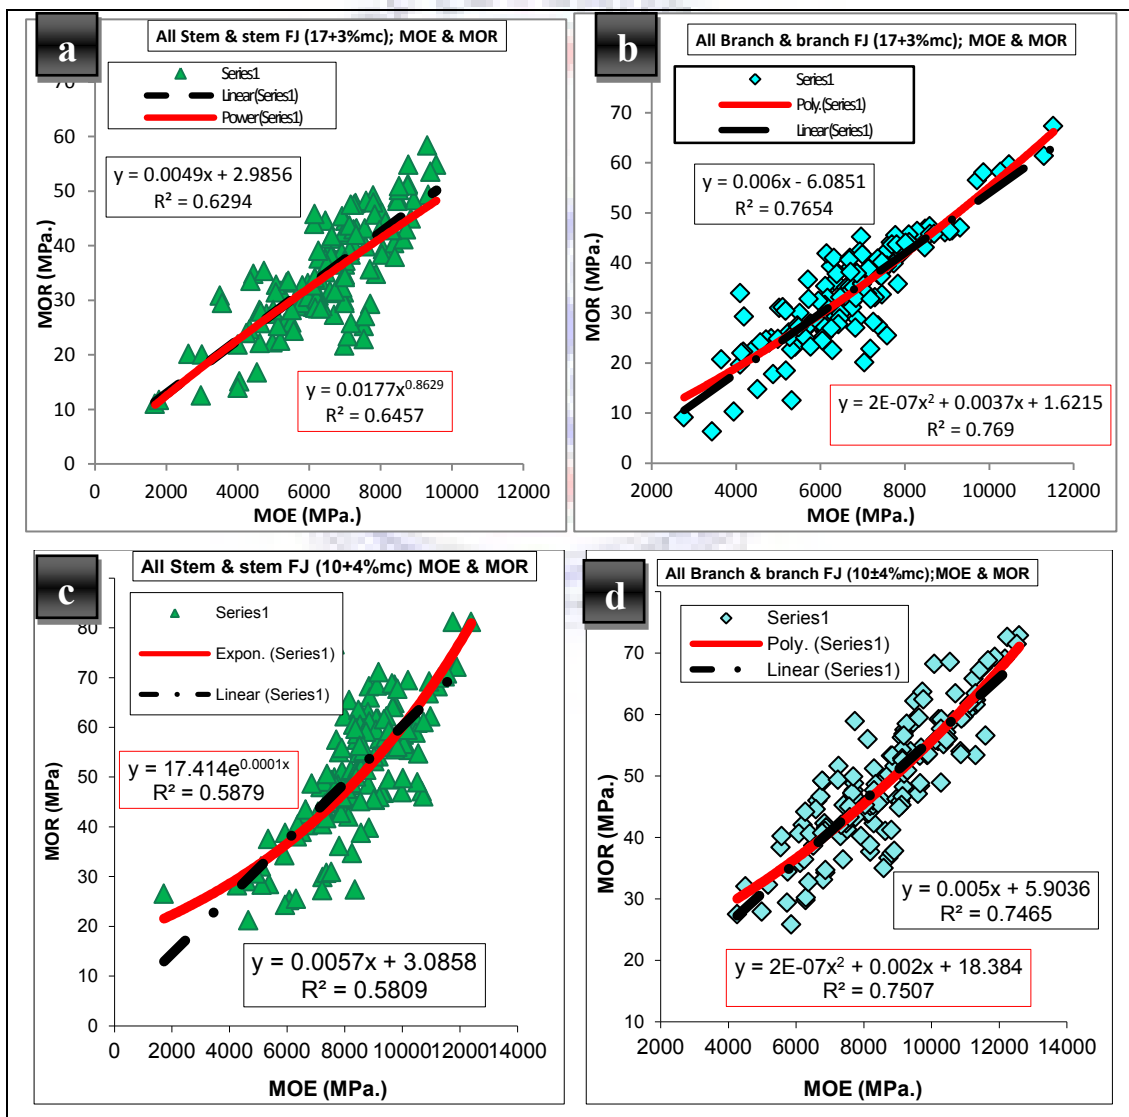 a
All Stem & stem FJ (17+3%mc); MOE & MOR
Series1
Linear(Series1)
Power(Series1)
y = 0.0049x + 2.9856
R² = 0.6294
y = 0.0177x^0.8629
R² = 0.6457
MOR (MPa.)
60
50
40
30
20
10
0
0 2000 4000 6000 8000 10000 12000
MOE (MPa.)
b
All Branch & branch FJ (17+3%mc); MOE & MOR
Series1
Poly.(Series1)
Linear(Series1)
y = 0.006x - 6.0851
R² = 0.7654
y = 2E-07x² + 0.0037x + 1.6215
R² = 0.769
MOR (MPa.)
70
60
50
40
30
20
10
0
2000 4000 6000 8000 10000 12000
MOE (MPa.)
c
All Stem & stem FJ (10+4%mc) MOE & MOR
Series1
Expon. (Series1)
Linear (Series1)
y = 17.414e^0.0001x
R² = 0.5879
y = 0.0057x + 3.0858
R² = 0.5809
MOR (MPa)
80
70
60
50
40
30
20
10
0
0 2000 4000 6000 8000 10000 12000 14000
MOE (MPa.)
d
All Branch & branch FJ (10±4%mc);MOE & MOR
Series1
Poly. (Series1)
Linear (Series1)
y = 0.005x + 5.9036
R² = 0.7465
y = 2E-07x² + 0.002x + 18.384
R² = 0.7507
MOR (MPa.)
70
60
50
40
30
20
10
2000 4000 6000 8000 10000 12000 14000
MOE (MPa.)